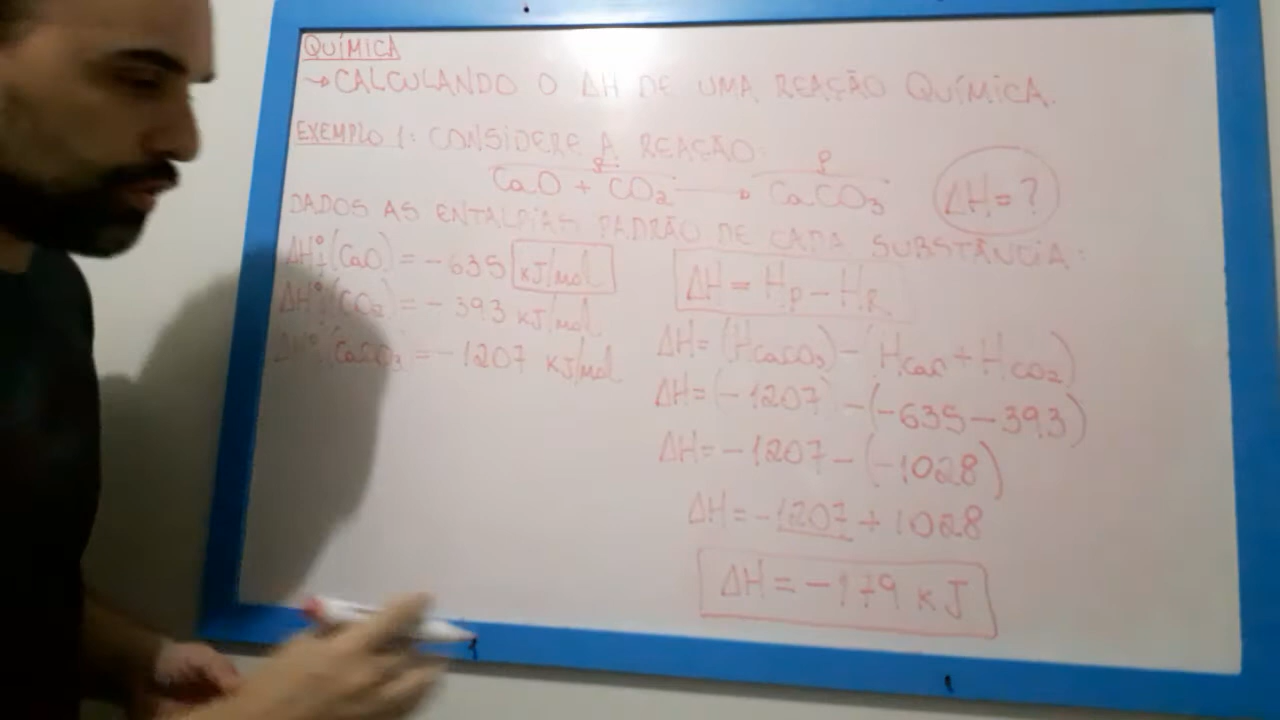 QUÍMICA
→ CALCULANDO O ΔH DE UMA REAÇÃO QUÍMICA.
EXEMPLO 1: CONSIDERE A REAÇÃO:
R P
CaO + CO₂ → CaCO₃ ΔH = ?
DADOS AS ENTALPIAS PADRÃO DE CADA SUBSTÂNCIA:
ΔH°f(CaO) = -635 kJ/mol
ΔH°f(CO₂) = -393 kJ/mol
ΔH°f(CaCO₃) = -1207 kJ/mol
ΔH = HP - HR
ΔH = (HCaCO₃) - (HCaO + HCO₂)
ΔH = (-1207) - (-635 - 393)
ΔH = -1207 - (-1028)
ΔH = -1207 + 1028
ΔH = -179 kJ